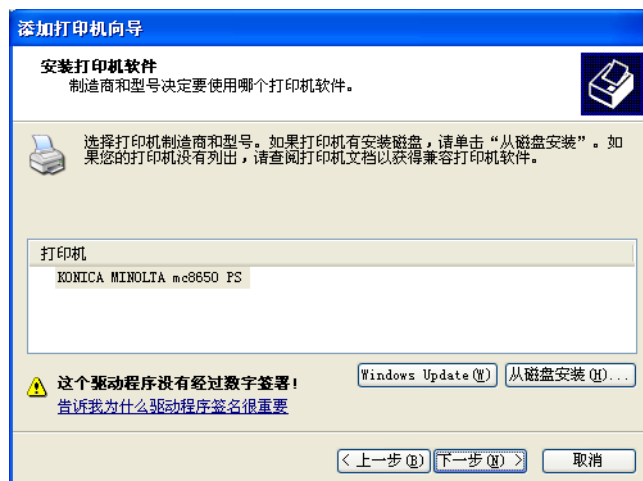 添加打印机向导
安装打印机软件
制造商和型号决定要使用哪个打印机软件。
选择打印机制造商和型号。如果打印机有安装磁盘，请单击“从磁盘安装”。如
果您的打印机没有列出，请查阅打印机文档以获得兼容打印机软件。
打印机
KONICA MINOLTA mc8650 PS
这个驱动程序没有经过数字签署!
告诉我为什么驱动程序签名很重要
Windows Update(W)
从磁盘安装(H)...
< 上一步(B)
下一步(N) >
取消